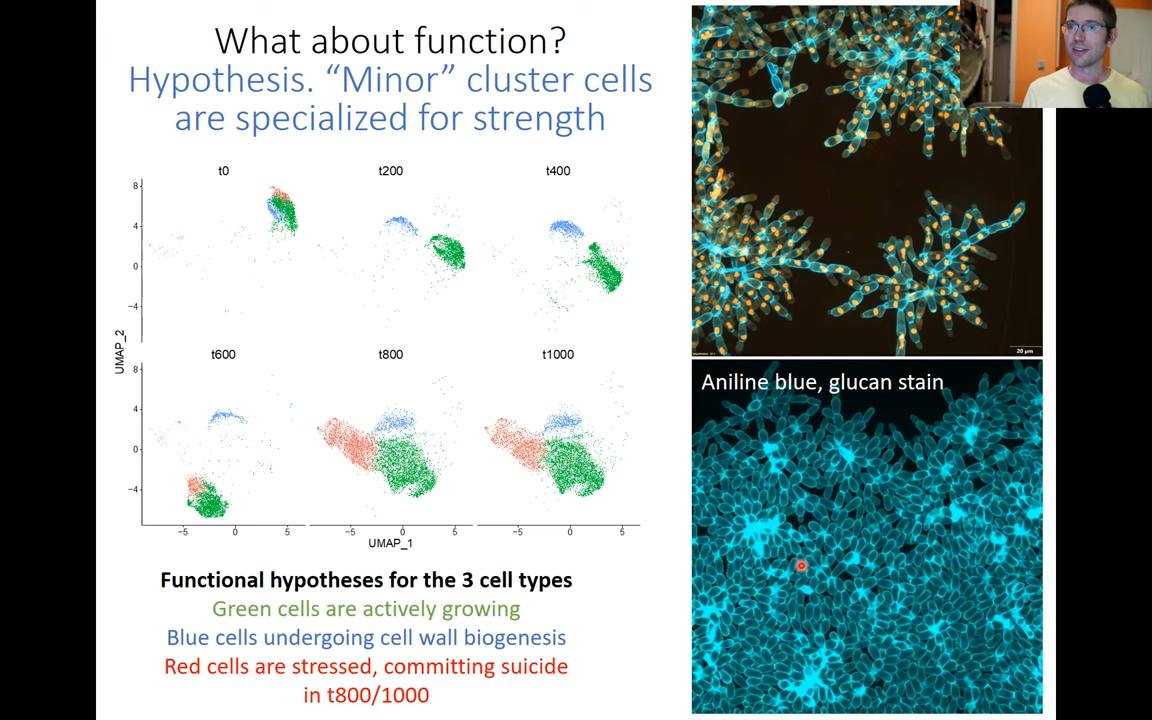 What about function?
Hypothesis. “Minor” cluster cells
are specialized for strength
t0
t200
t400
8
4
0
−4
UMAP_2
t600
t800
t1000
8
4
0
−4
−5
0
5
−5
0
5
−5
0
5
UMAP_1
Functional hypotheses for the 3 cell types
Green cells are actively growing
Blue cells undergoing cell wall biogenesis
Red cells are stressed, committing suicide
in t800/1000
20 μm
Aniline blue, glucan stain